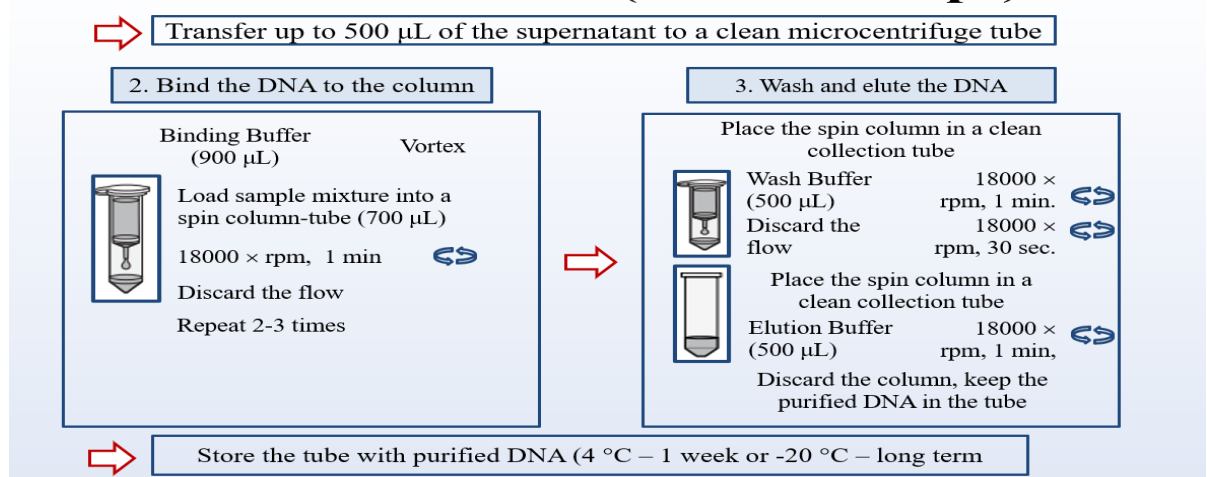 Transfer up to 500 μL of the supernatant to a clean microcentrifuge tube
2. Bind the DNA to the column
Binding Buffer
(900 μL)
Vortex
Load sample mixture into a
spin column-tube (700 μL)
18000 × rpm, 1 min
Discard the flow
Repeat 2-3 times
3. Wash and elute the DNA
Place the spin column in a clean
collection tube
Wash Buffer 18000 ×
(500 μL) rpm, 1 min.
Discard the 18000 ×
flow rpm, 30 sec.
Place the spin column in a
clean collection tube
Elution Buffer 18000 ×
(500 μL) rpm, 1 min,
Discard the column, keep the
purified DNA in the tube
Store the tube with purified DNA (4 °C – 1 week or -20 °C – long term